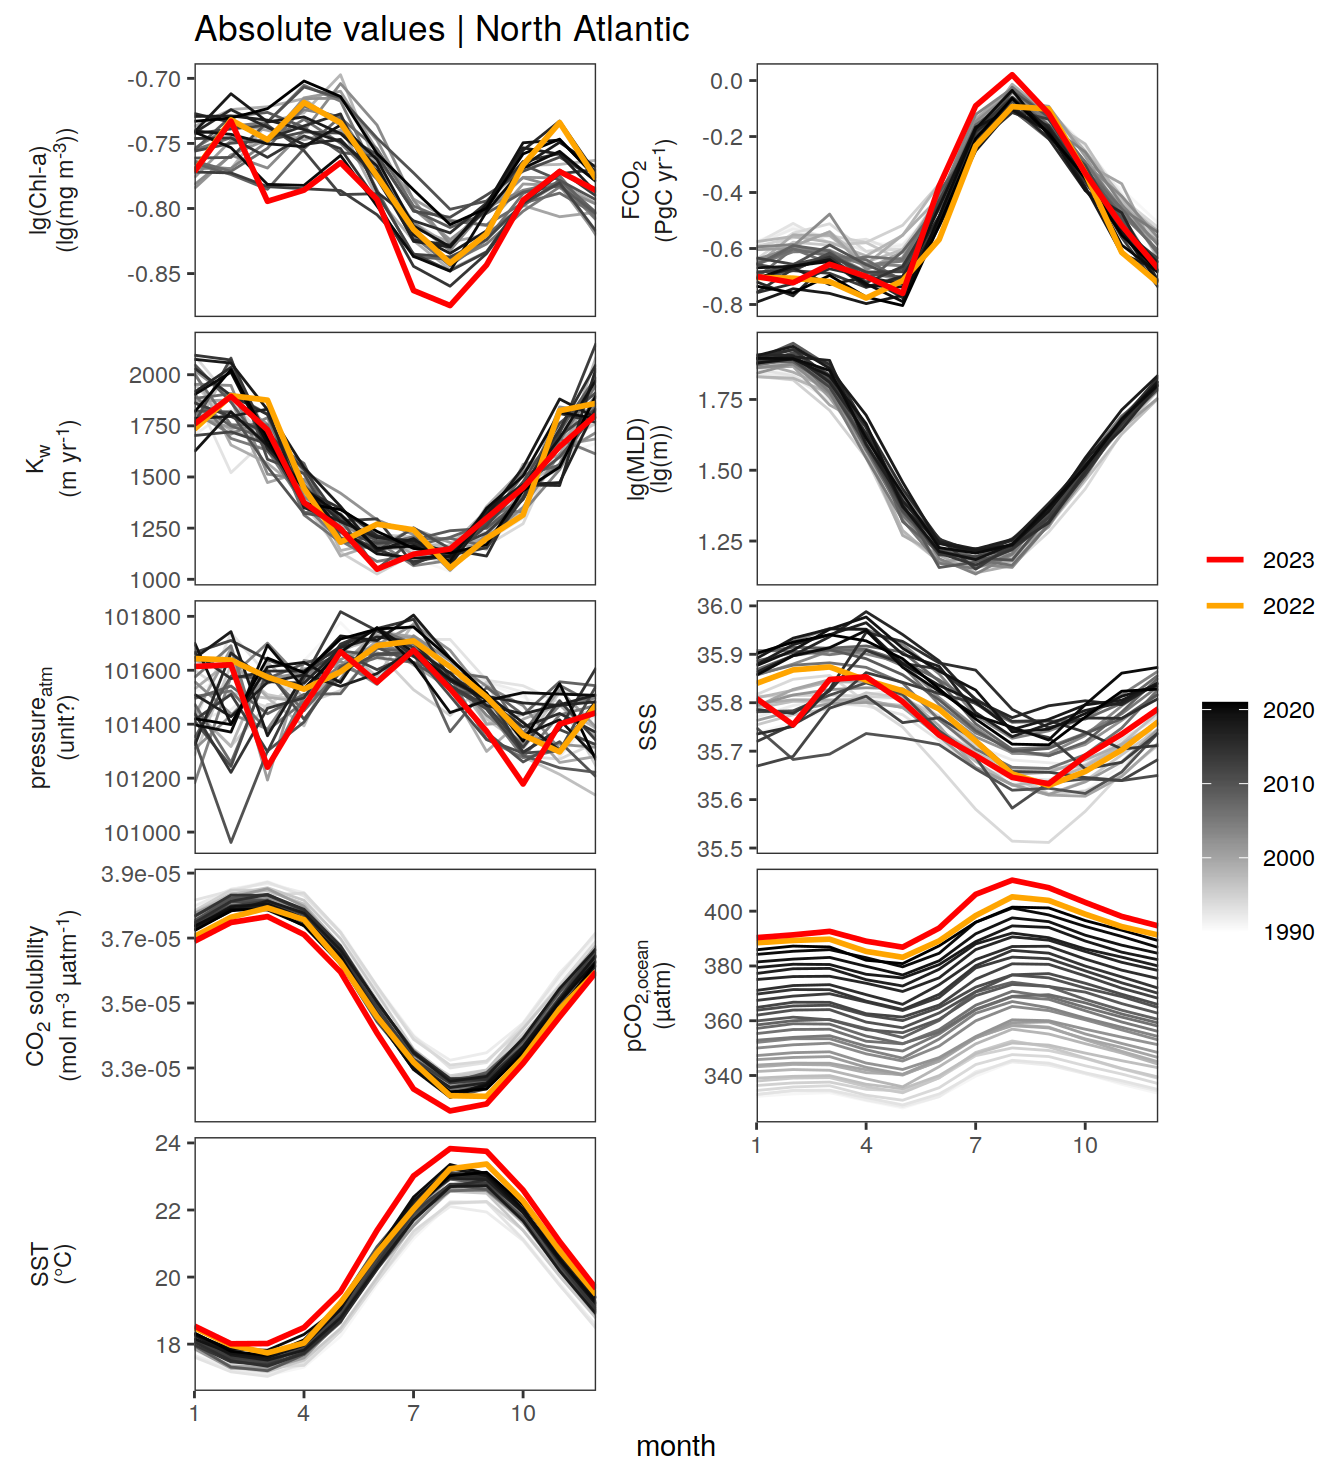 Absolute values | North Atlantic
lg(Chl-a)
(lg(mg m⁻³))
-0.70
-0.75
-0.80
-0.85
FCO₂
(PgC yr⁻¹)
0.0
-0.2
-0.4
-0.6
-0.8
K_w
(m yr⁻¹)
2000
1750
1500
1250
1000
lg(MLD)
(lg(m))
1.75
1.50
1.25
pressure_atm
(unit?)
101800
101600
101400
101200
101000
SSS
36.0
35.9
35.8
35.7
35.6
35.5
CO₂ solubility
(mol m⁻³ µatm⁻¹)
3.9e-05
3.7e-05
3.5e-05
3.3e-05
pCO₂,ocean
(µatm)
400
380
360
340
1 4 7 10
SST
(°C)
24
22
20
18
1 4 7 10
month
2023
2022
2020
2010
2000
1990